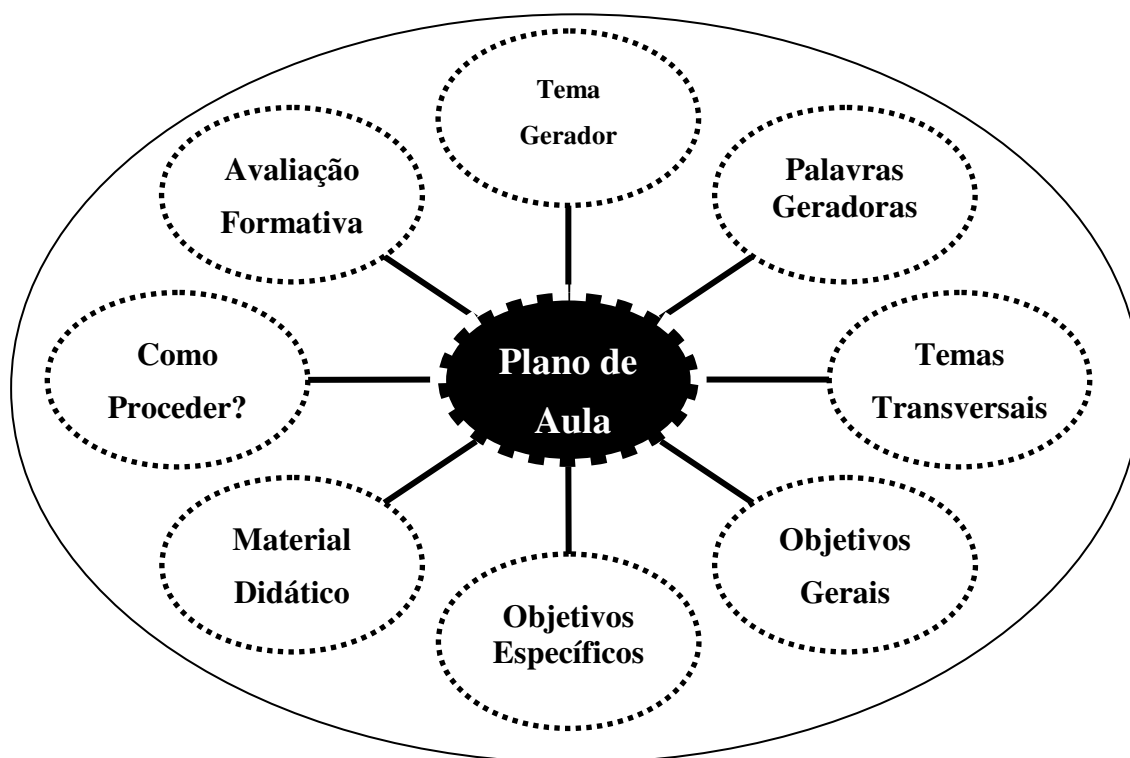 Tema
Gerador
Palavras
Geradoras
Temas
Transversais
Objetivos
Gerais
Objetivos
Específicos
Material
Didático
Como
Proceder?
Avaliação
Formativa
Plano de
Aula